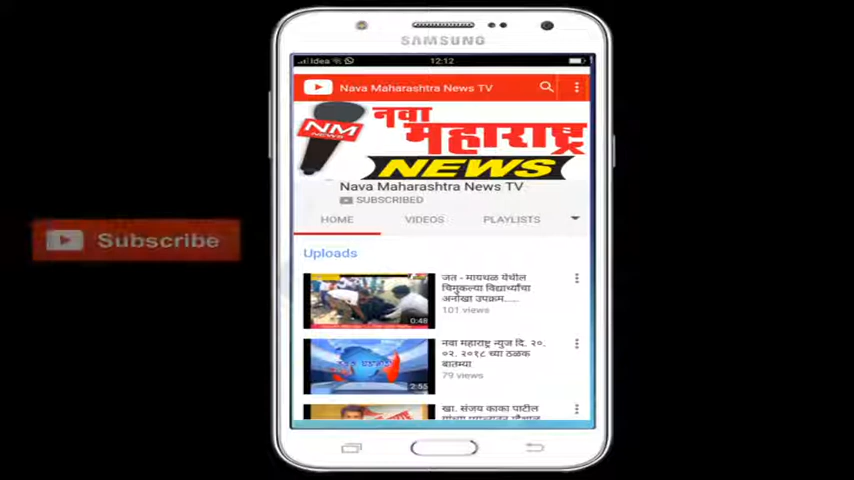 SAMSUNG
Idea
12:12
Nava Maharashtra News TV
NM
NEWS
नवा
महाराष्ट्र
NEWS
Nava Maharashtra News TV
SUBSCRIBED
HOME VIDEOS PLAYLISTS
Subscribe
Uploads
जत - मायथळ येथील
चिमुकल्या विद्यार्थ्यांचा
अनोखा उपक्रम.....
101 views
0:48
नवा महाराष्ट्र न्युज दि. २०.
०२. २०१८ च्या ठळक
बातम्या
79 views
2:55
खा. संजय काका पाटील